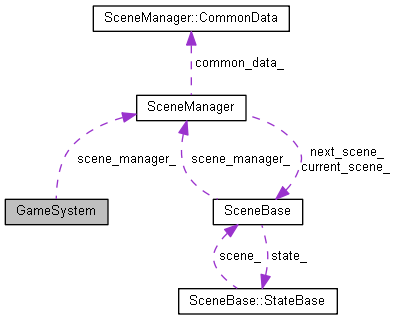 SceneManager::CommonData
common_data_
SceneManager
next_scene_
current_scene_
scene_manager_
scene_manager_
GameSystem
SceneBase
scene_
state_
SceneBase::StateBase